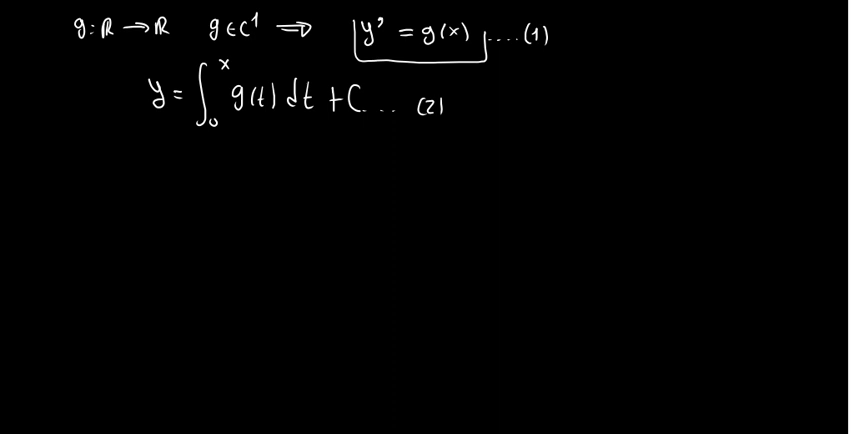 g: ℝ → ℝ g ∈ C¹ ⟹ y' = g(x) .... (1)
y = ∫₀ˣ g(t) dt + C .... (2)